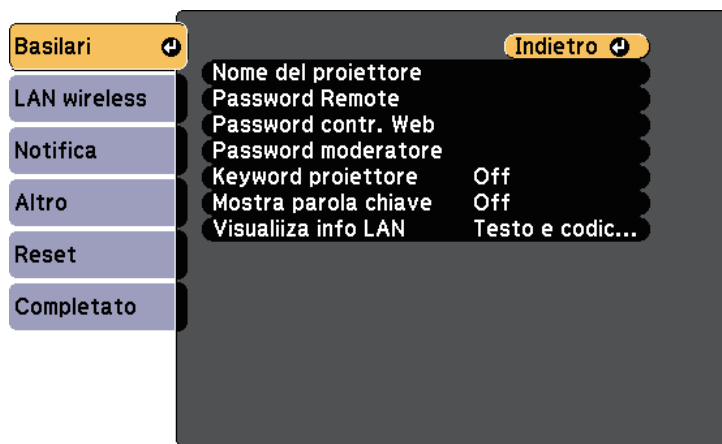 Basilari
Indietro
Nome del proiettore
LAN wireless
Password Remote
Password contr. Web
Notifica
Password moderatore
Keyword proiettore Off
Altro
Mostra parola chiave Off
Visualiiza info LAN Testo e codic...
Reset
Completato